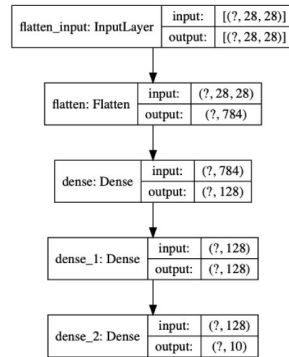 flatten_input: InputLayer
input: [(?, 28, 28)]
output: [(?, 28, 28)]
flatten: Flatten
input: (?, 28, 28)
output: (?, 784)
dense: Dense
input: (?, 784)
output: (?, 128)
dense_1: Dense
input: (?, 128)
output: (?, 128)
dense_2: Dense
input: (?, 128)
output: (?, 10)